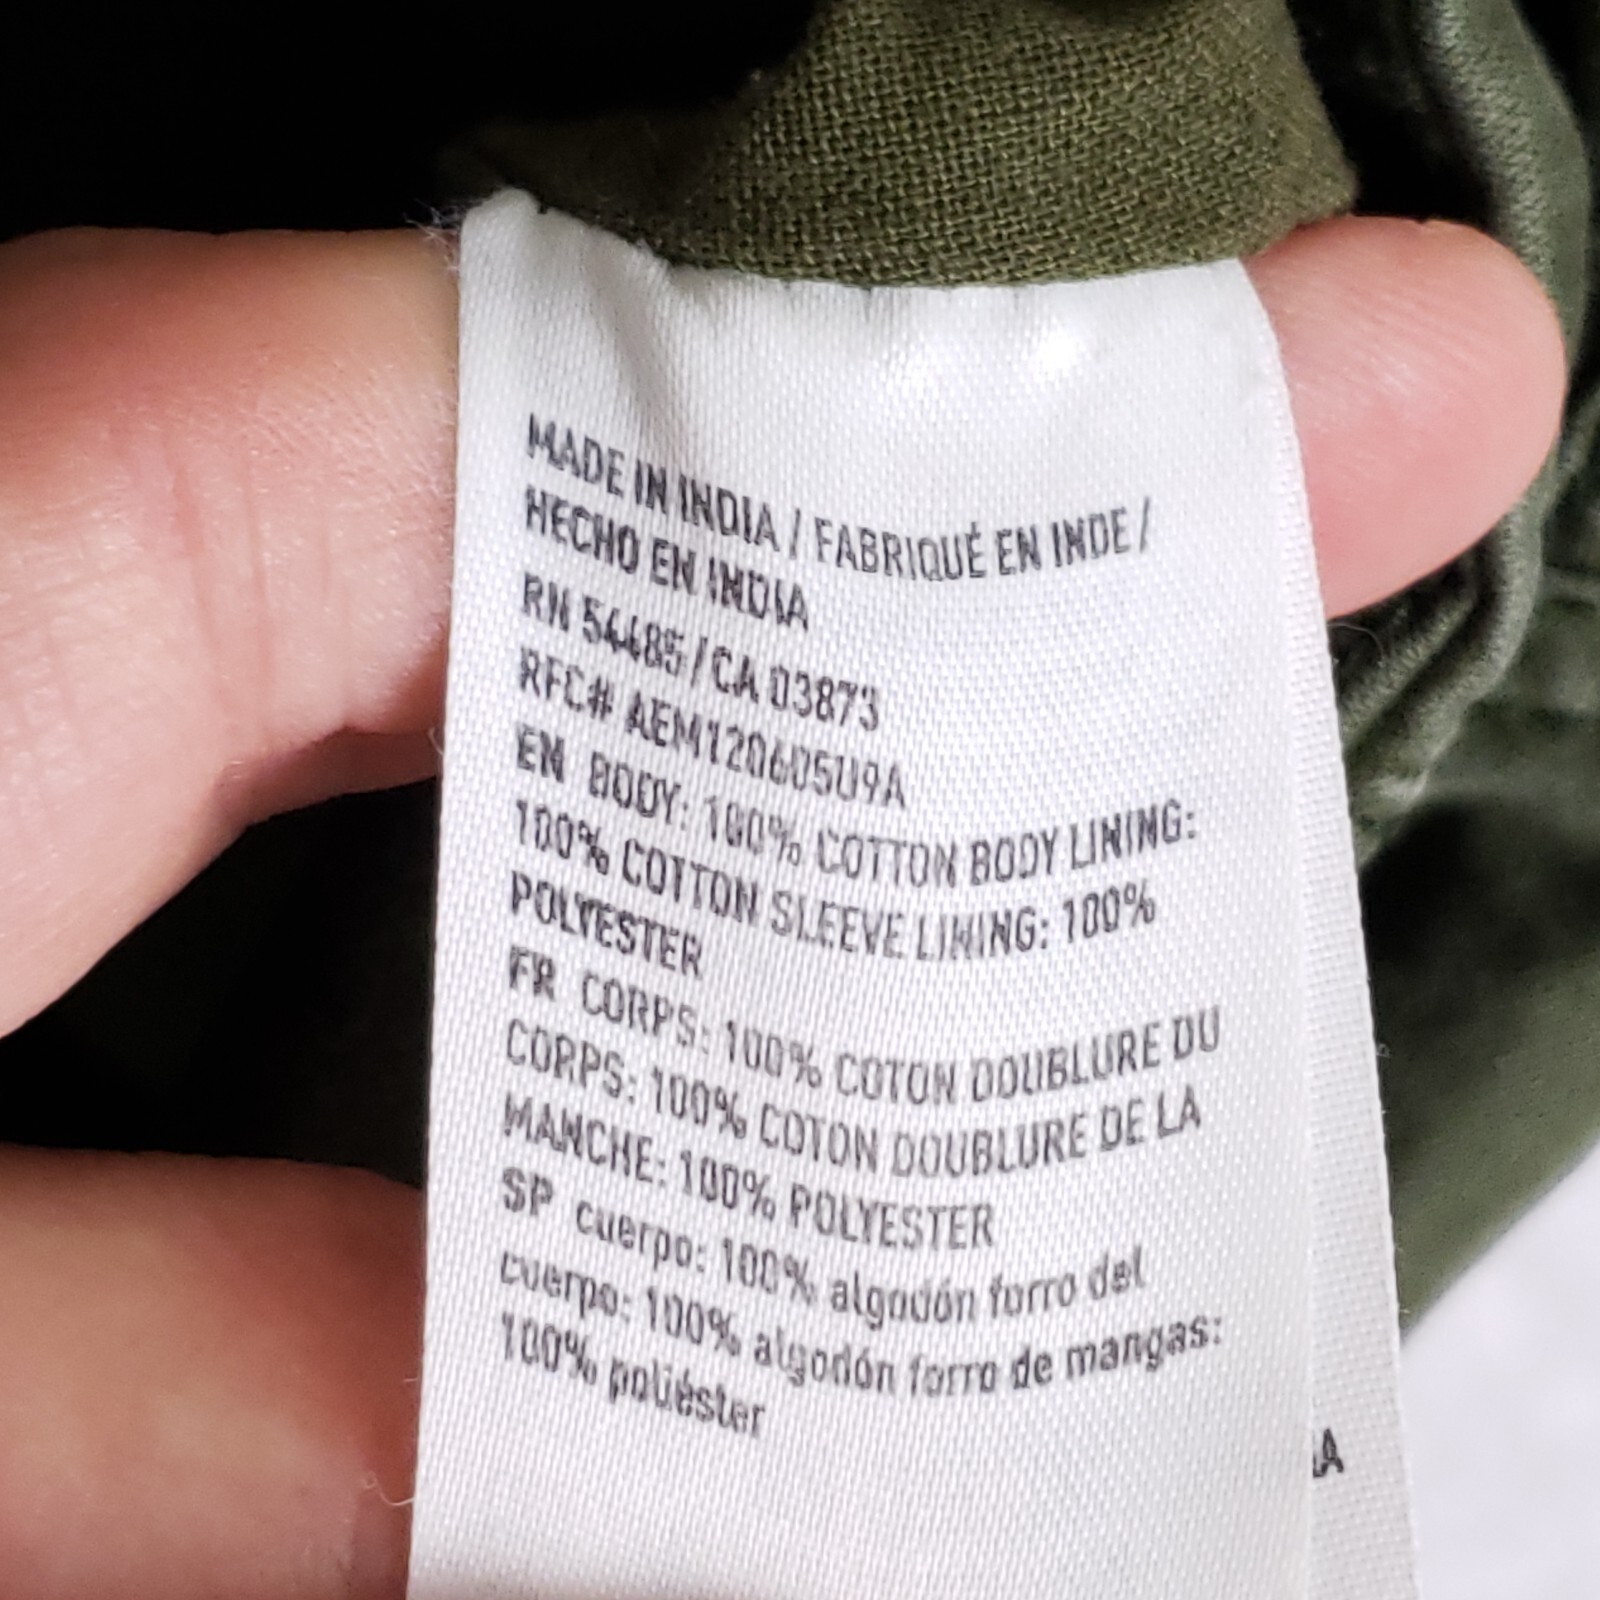 MADE IN INDIA / FABRIQUÉ EN INDE /
HECHO EN INDIA
RN 54485 / CA 03873
RFC# AEM120605U9A
EN BODY: 100% COTTON BODY LINING:
100% COTTON SLEEVE LINING: 100%
POLYESTER
FR CORPS: 100% COTON DOUBLURE DU
CORPS: 100% COTON DOUBLURE DE LA
MANCHE: 100% POLYESTER
SP cuerpo: 100% algodón forro del
cuerpo: 100% algodón forro de mangas:
100% poliéster